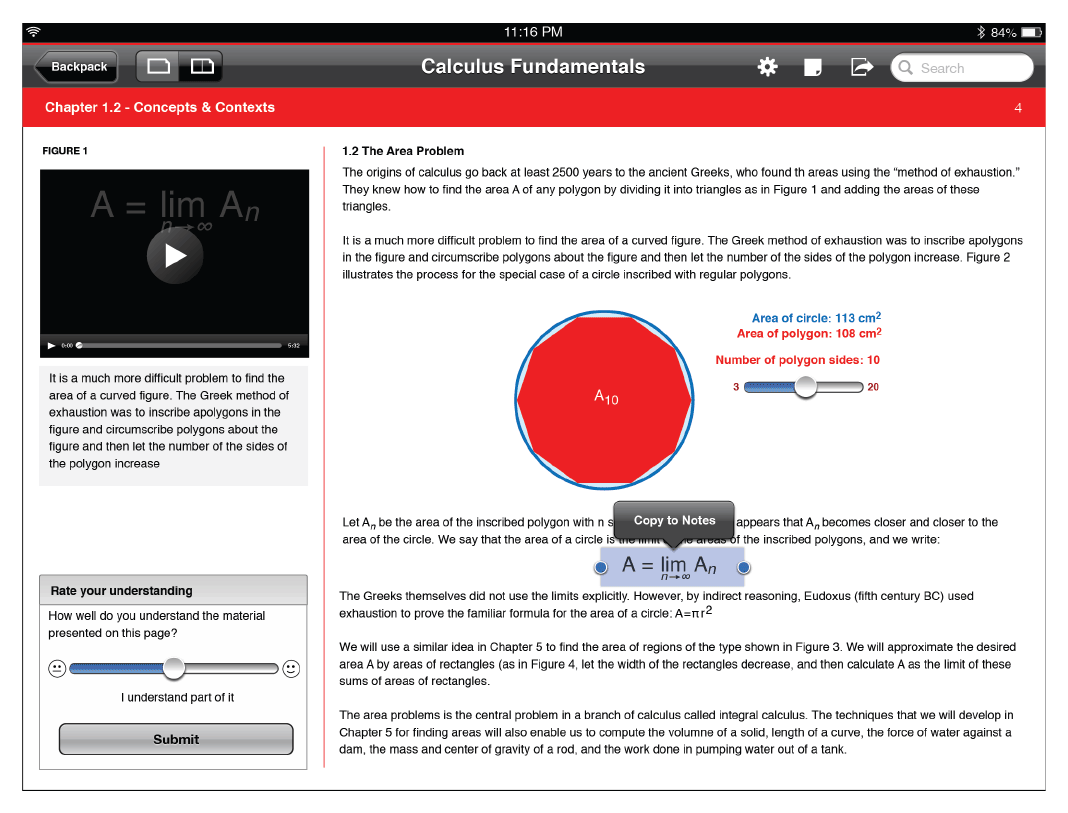 11:16 PM
84%
Backpack
Calculus Fundamentals
Search
Chapter 1.2 - Concepts & Contexts
4
FIGURE 1
A = lim An
n→∞
0:00
5:32
It is a much more difficult problem to find the
area of a curved figure. The Greek method of
exhaustion was to inscribe apolygons in the
figure and circumscribe polygons about the
figure and then let the number of the sides of
the polygon increase
Rate your understanding
How well do you understand the material
presented on this page?
I understand part of it
Submit
1.2 The Area Problem
The origins of calculus go back at least 2500 years to the ancient Greeks, who found th areas using the “method of exhaustion.”
They knew how to find the area A of any polygon by dividing it into triangles as in Figure 1 and adding the areas of these
triangles.
It is a much more difficult problem to find the area of a curved figure. The Greek method of exhaustion was to inscribe apolygons
in the figure and circumscribe polygons about the figure and then let the number of the sides of the polygon increase. Figure 2
illustrates the process for the special case of a circle inscribed with regular polygons.
Area of circle: 113 cm²
Area of polygon: 108 cm²
Number of polygon sides: 10
3
20
A₁₀
Let Aₙ be the area of the inscribed polygon with n s
Copy to Notes
appears that Aₙ becomes closer and closer to the
area of the circle. We say that the area of a circle is the limit of the areas of the inscribed polygons, and we write:
A = lim Aₙ
n→∞
The Greeks themselves did not use the limits explicitly. However, by indirect reasoning, Eudoxus (fifth century BC) used
exhaustion to prove the familiar formula for the area of a circle: A=πr²
We will use a similar idea in Chapter 5 to find the area of regions of the type shown in Figure 3. We will approximate the desired
area A by areas of rectangles (as in Figure 4, let the width of the rectangles decrease, and then calculate A as the limit of these
sums of areas of rectangles.
The area problems is the central problem in a branch of calculus called integral calculus. The techniques that we will develop in
Chapter 5 for finding areas will also enable us to compute the volumne of a solid, length of a curve, the force of water against a
dam, the mass and center of gravity of a rod, and the work done in pumping water out of a tank.